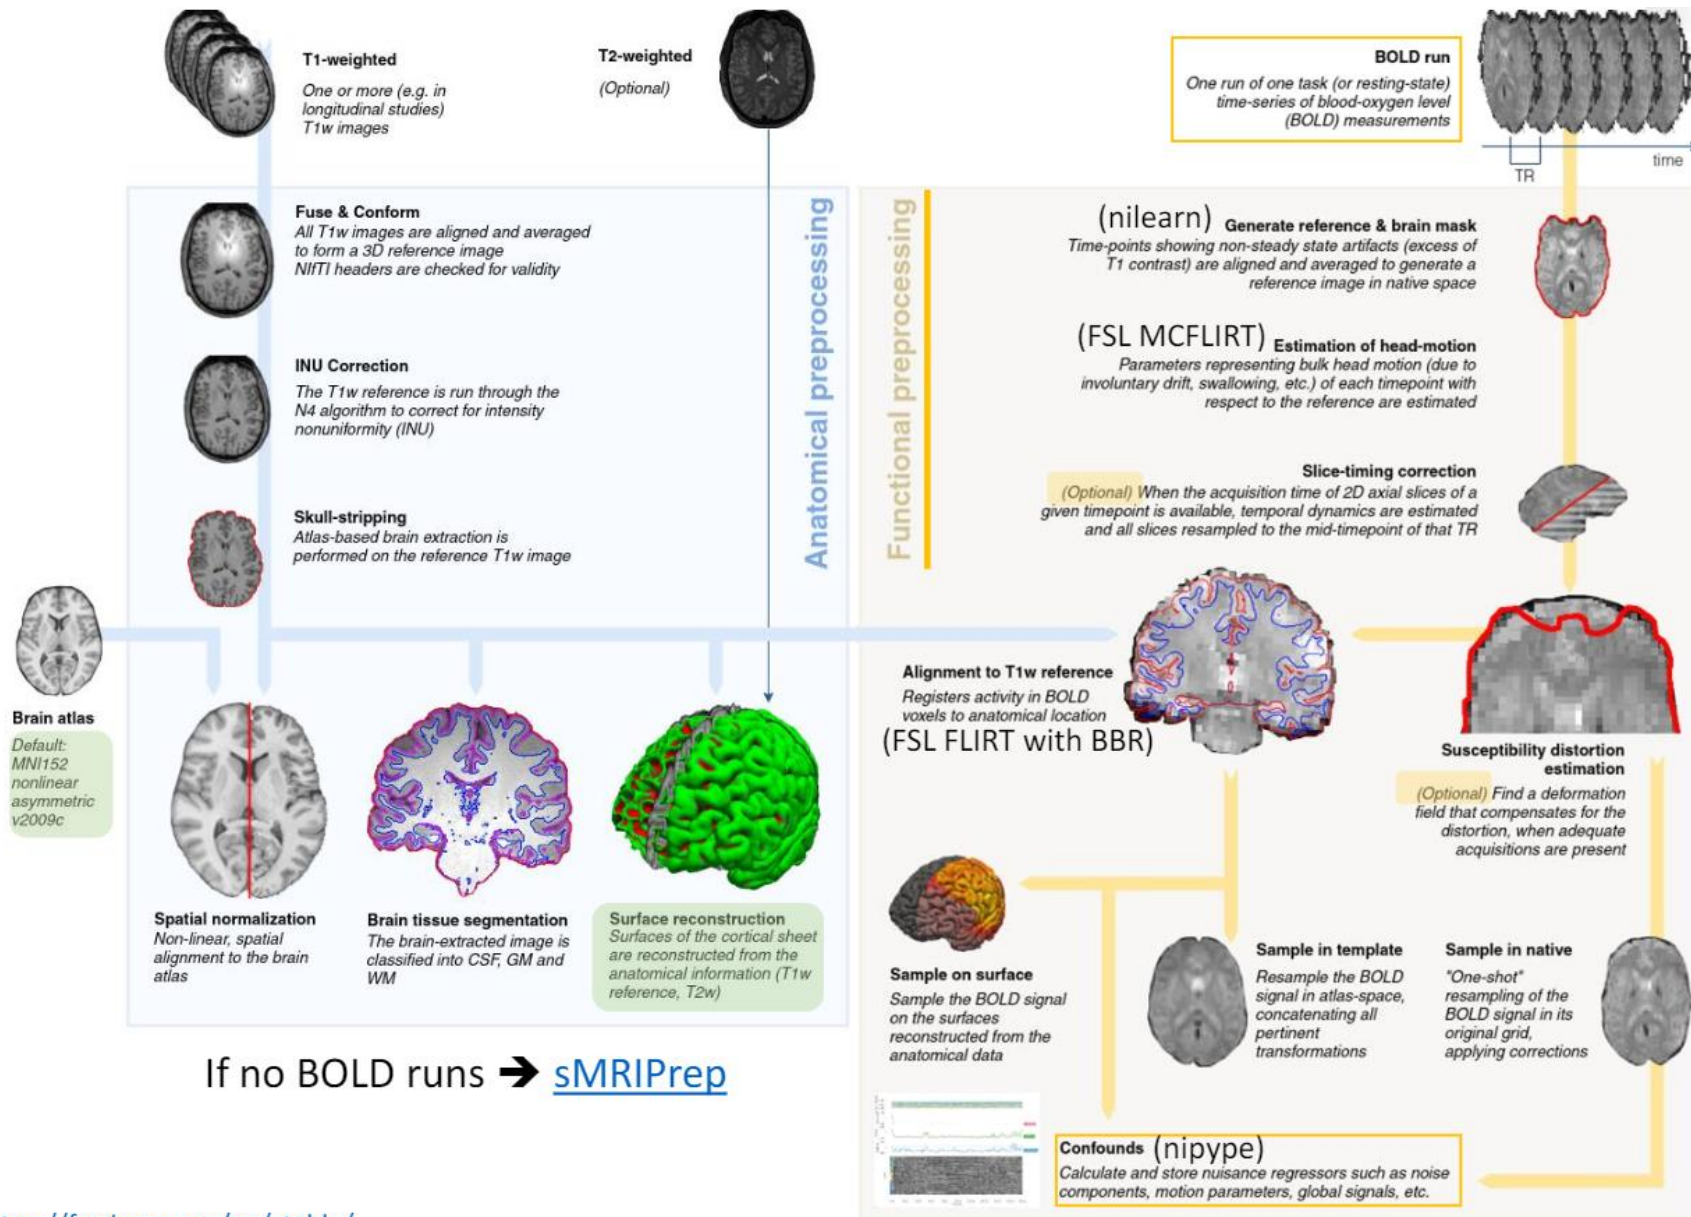 T1-weighted
One or more (e.g. in
longitudinal studies)
T1w images
T2-weighted
(Optional)
BOLD run
One run of one task (or resting-state)
time-series of blood-oxygen level
(BOLD) measurements
time
TR
Anatomical preprocessing
Fuse & Conform
All T1w images are aligned and averaged
to form a 3D reference image
NIfTI headers are checked for validity
INU Correction
The T1w reference is run through the
N4 algorithm to correct for intensity
nonuniformity (INU)
Skull-stripping
Atlas-based brain extraction is
performed on the reference T1w image
Brain atlas
Default:
MNI152
nonlinear
asymmetric
v2009c
Spatial normalization
Non-linear, spatial
alignment to the brain
atlas
Brain tissue segmentation
The brain-extracted image is
classified into CSF, GM and
WM
Surface reconstruction
Surfaces of the cortical sheet
are reconstructed from the
anatomical information (T1w
reference, T2w)
If no BOLD runs ➔ sMRIPrep
Functional preprocessing
(nilearn) Generate reference & brain mask
Time-points showing non-steady state artifacts (excess of
T1 contrast) are aligned and averaged to generate a
reference image in native space
(FSL MCFLIRT) Estimation of head-motion
Parameters representing bulk head motion (due to
involuntary drift, swallowing, etc.) of each timepoint with
respect to the reference are estimated
Slice-timing correction
(Optional) When the acquisition time of 2D axial slices of a
given timepoint is available, temporal dynamics are estimated
and all slices resampled to the mid-timepoint of that TR
Alignment to T1w reference
Registers activity in BOLD
voxels to anatomical location
(FSL FLIRT with BBR)
Susceptibility distortion
estimation
(Optional) Find a deformation
field that compensates for the
distortion, when adequate
acquisitions are present
Sample on surface
Sample the BOLD signal
on the surfaces
reconstructed from the
anatomical data
Sample in template
Resample the BOLD
signal in atlas-space,
concatenating all
pertinent
transformations
Sample in native
"One-shot"
resampling of the
BOLD signal in its
original grid,
applying corrections
Confounds (nipype)
Calculate and store nuisance regressors such as noise
components, motion parameters, global signals, etc.